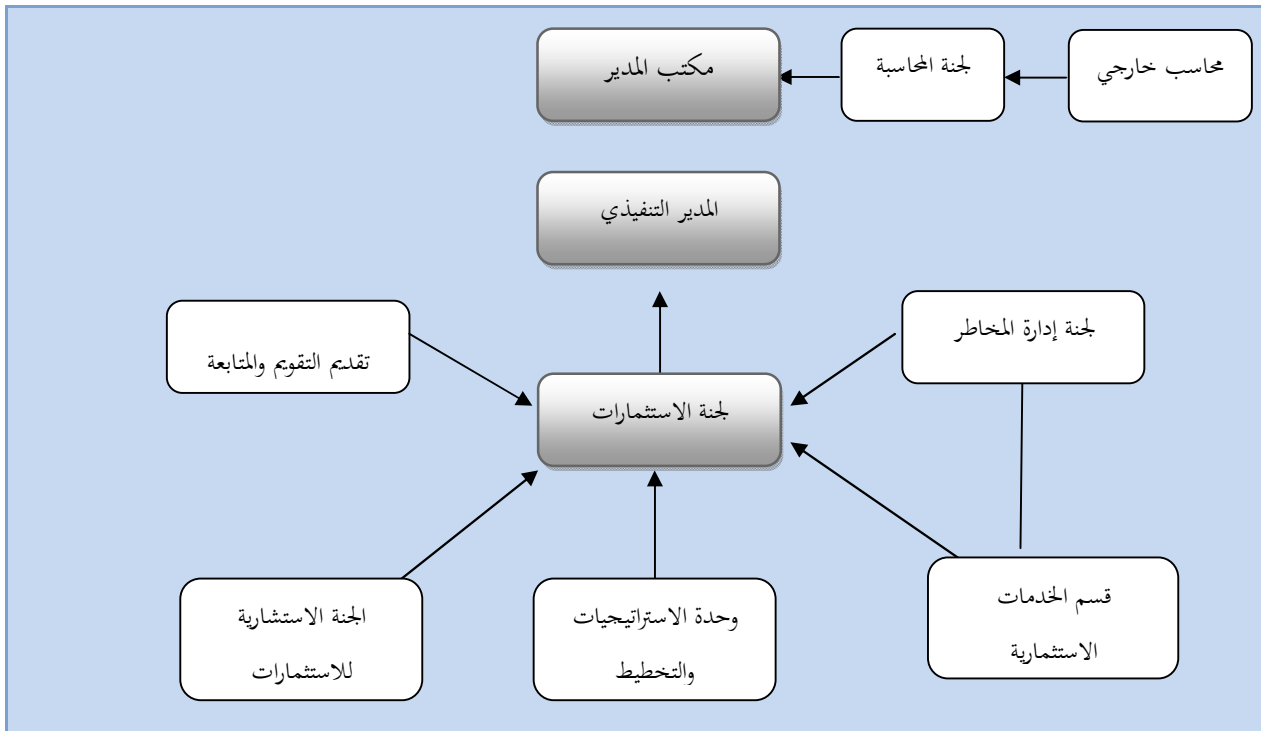 محاسب خارجي
لجنة المحاسبة
مكتب المدير
المدير التنفيذي
لجنة إدارة المخاطر
تقديم التقويم والمتابعة
لجنة الاستثمارات
قسم الخدمات
الاستثمارية
وحدة الاستراتيجيات
والتخطيط
الجنة الاستشارية
للاستثمارات